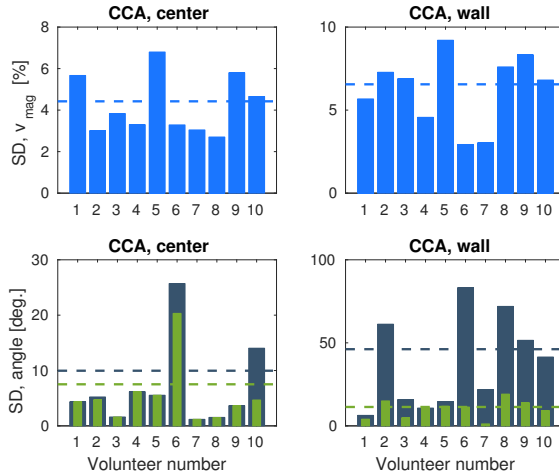 CCA, center
CCA, wall
SD, v mag [%]
8
6
4
2
0
10
5
0
1 2 3 4 5 6 7 8 9 10
1 2 3 4 5 6 7 8 9 10
CCA, center
CCA, wall
SD, angle [deg.]
30
20
10
0
100
50
0
1 2 3 4 5 6 7 8 9 10
1 2 3 4 5 6 7 8 9 10
Volunteer number
Volunteer number